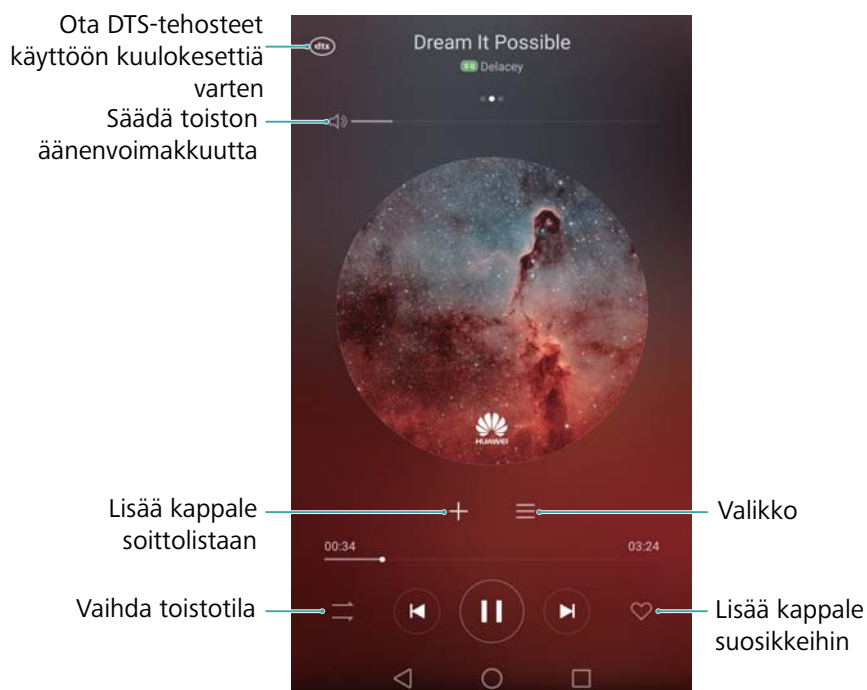 Ota DTS-tehosteet
käyttöön kuulokesettiä
varten
Säädä toiston
äänenvoimakkuutta
dts
Dream It Possible
SQ Delacey
HUAWEI
Lisää kappale
soittolistaan
Valikko
00:34
03:24
Vaihda toistotila
Lisää kappale
suosikkeihin